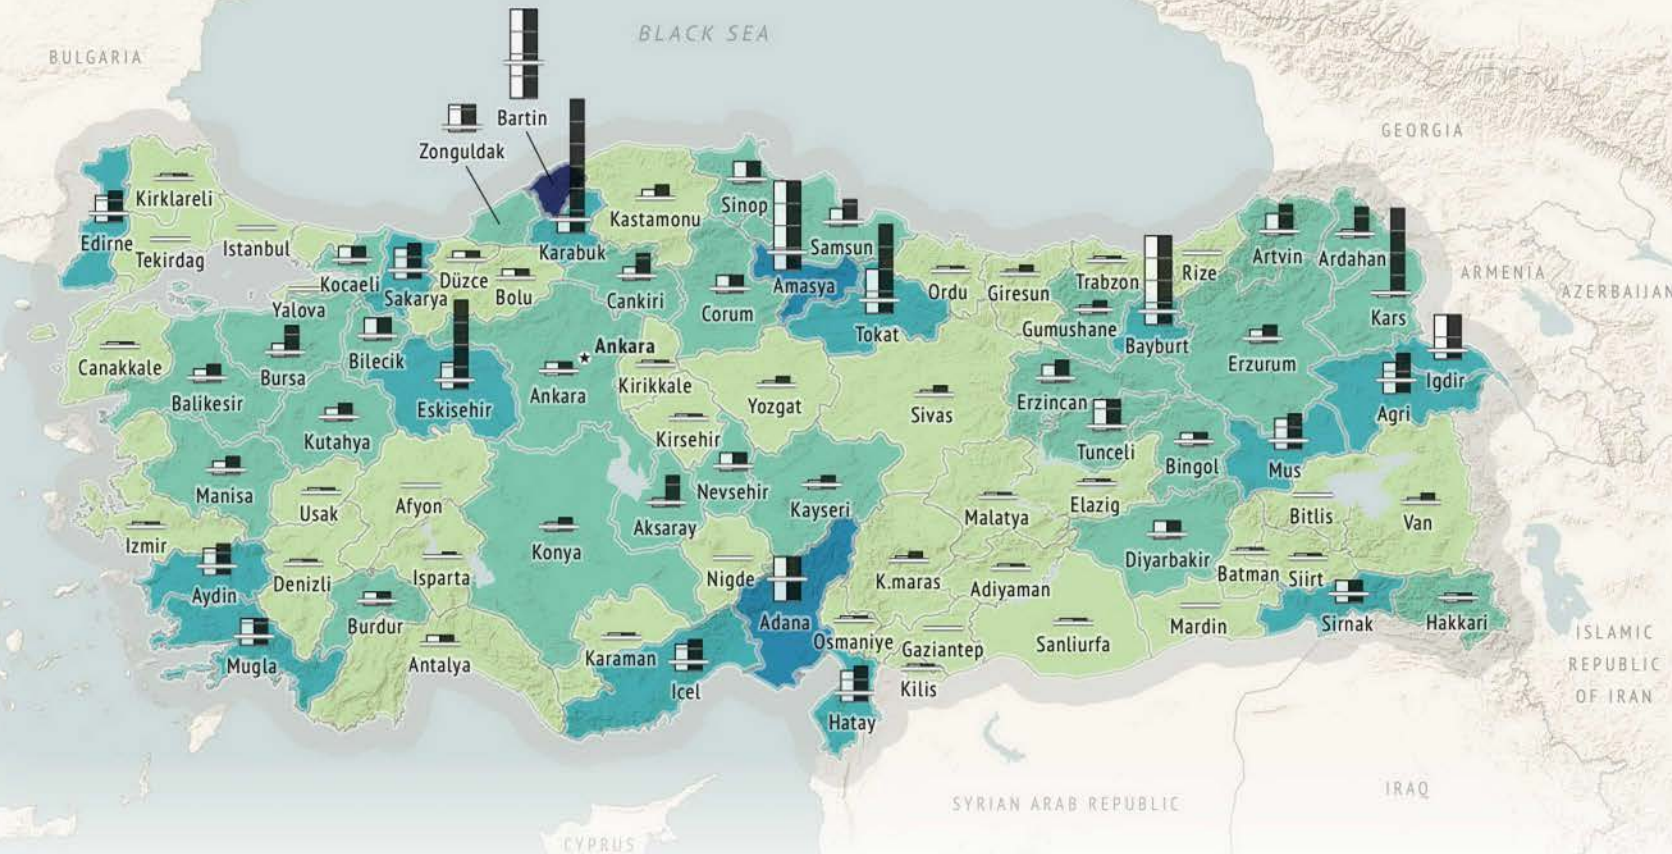 BLACK SEA
BULGARIA
Bartin
GEORGIA
Zonguldak
Kirklareli
Sinop
Kastamonu
Edirne
Istanbul
Samsun
Karabuk
Tekirdag
Artvin
Ardahan
ARMENIA
Trabzon
Rize
Kocaeli
Düzce
Amasya
AZERBAIJAN
Sakarya
Bolu
Cankiri
Ordu
Giresun
Yalova
Corum
Kars
Gumushane
Tokat
Bayburt
Ankara
Bilecik
Canakkale
Bursa
Erzurum
Kirikkale
Igdir
Ankara
Balikesir
Eskisehir
Yozgat
Erzincan
Sivas
Agri
Kutahya
Kirsehir
Tunceli
Bingol
Mus
Manisa
Nevsehir
Usak
Afyon
Kayseri
Elazig
Malatya
Bitlis
Van
Aksaray
Izmir
Konya
Diyarbakir
Denizli
Isparta
Nigde
K.maras
Adiyaman
Batman
Siirt
Aydin
Burdur
Adana
Mardin
Sirnak
Hakkari
Osmaniye
Gaziantep
Sanliurfa
ISLAMIC
REPUBLIC
OF IRAN
Mugla
Antalya
Karaman
Icel
Kilis
Hatay
IRAQ
SYRIAN ARAB REPUBLIC
CYPRUS